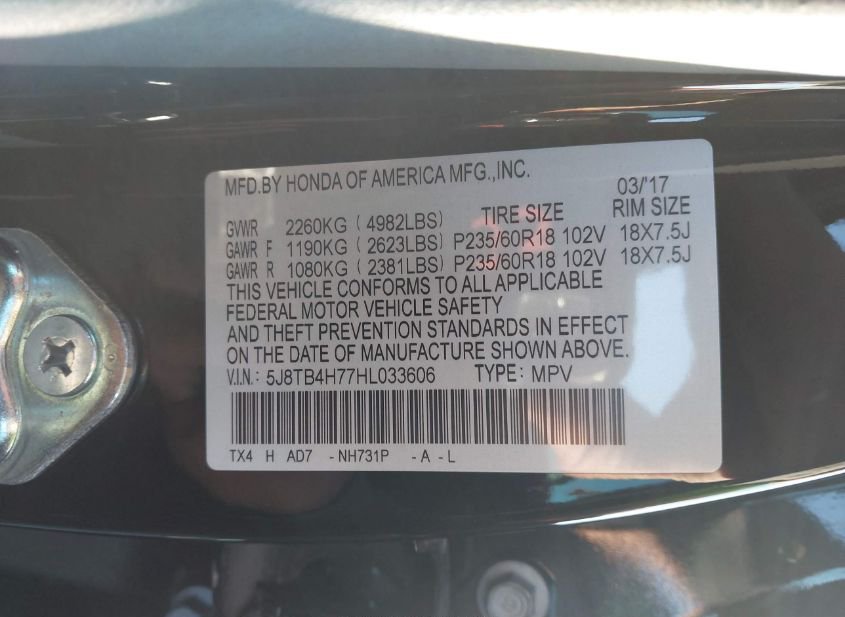 MFD.BY HONDA OF AMERICA MFG.,INC. 03/'17
GVWR 2260KG (4982LBS) TIRE SIZE RIM SIZE
GAWR F 1190KG (2623LBS) P235/60R18 102V 18X7.5J
GAWR R 1080KG (2381LBS) P235/60R18 102V 18X7.5J
THIS VEHICLE CONFORMS TO ALL APPLICABLE
FEDERAL MOTOR VEHICLE SAFETY
AND THEFT PREVENTION STANDARDS IN EFFECT
ON THE DATE OF MANUFACTURE SHOWN ABOVE.
V.I.N.: 5J8TB4H77HL033606 TYPE: MPV
TX4 H AD7 -NH731P -A -L